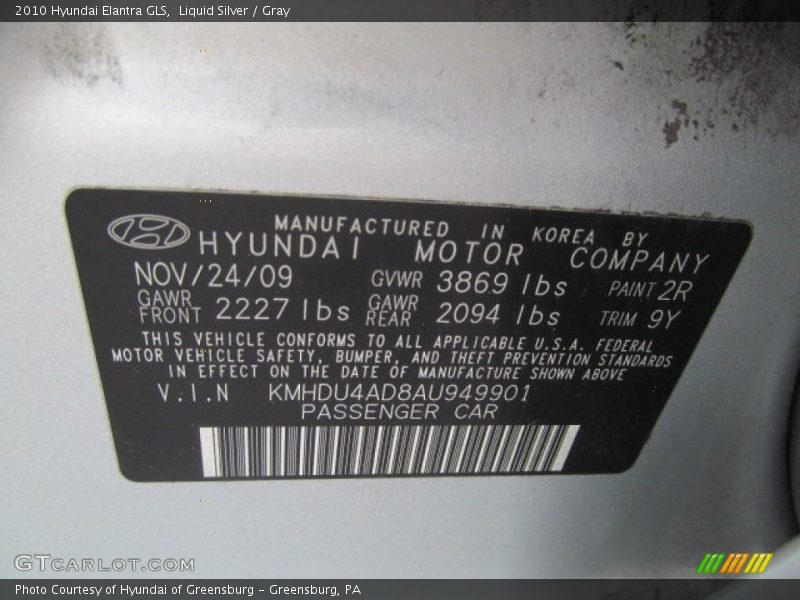 2010 Hyundai Elantra GLS,  Liquid Silver / Gray
MANUFACTURED IN KOREA BY
HYUNDAI MOTOR COMPANY
NOV/24/09 GVWR 3869 lbs PAINT 2R
GAWR FRONT 2227 lbs GAWR REAR 2094 lbs TRIM 9Y
THIS VEHICLE CONFORMS TO ALL APPLICABLE U.S.A. FEDERAL
MOTOR VEHICLE SAFETY, BUMPER, AND THEFT PREVENTION STANDARDS
IN EFFECT ON THE DATE OF MANUFACTURE SHOWN ABOVE
V.I.N KMHDU4AD8AU949901
PASSENGER CAR
GTCARLOT.COM
Photo Courtesy of Hyundai of Greensburg - Greensburg, PA